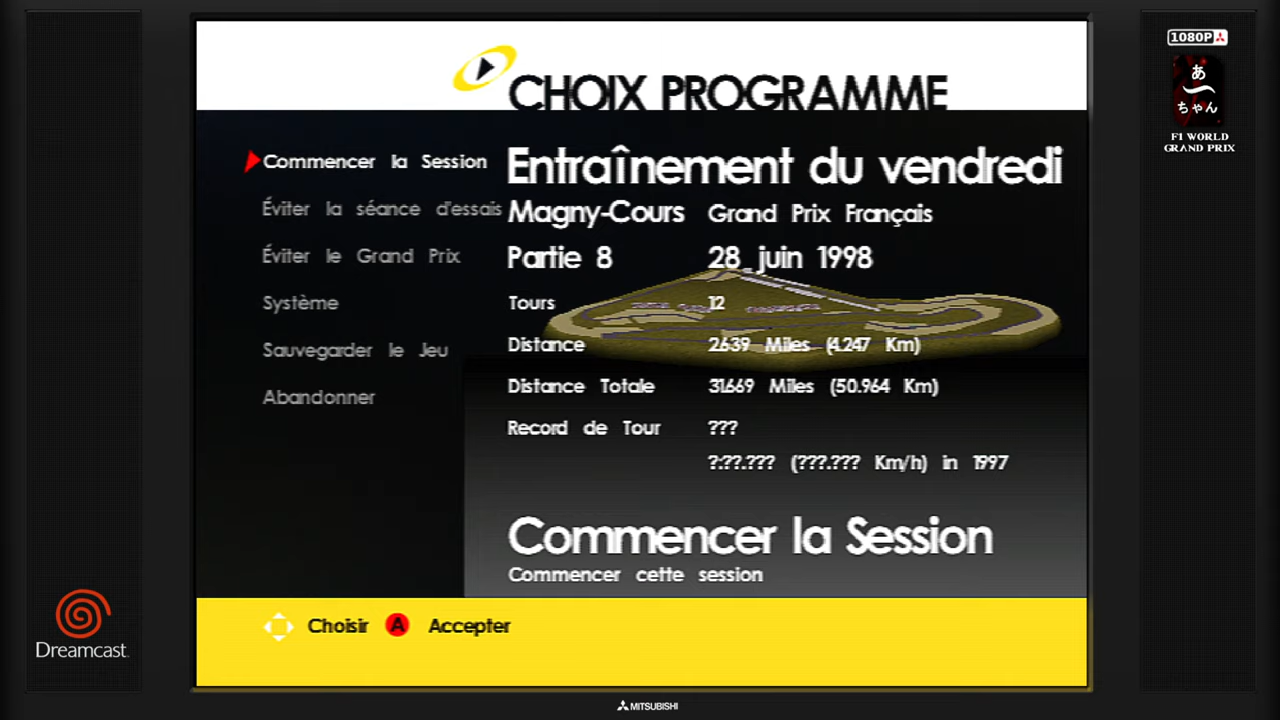 CHOIX PROGRAMME
Commencer la Session
Éviter la séance d'essais
Éviter le Grand Prix
Système
Sauvegarder le Jeu
Abandonner
Entraînement du vendredi
Magny-Cours Grand Prix Français
Partie 8 28 juin 1998
Tours 12
Distance 2.639 Miles (4.247 Km)
Distance Totale 31.669 Miles (50.964 Km)
Record de Tour ???
?:??.??? (???.??? Km/h) in 1997
Commencer la Session
Commencer cette session
Choisir A Accepter
Dreamcast.
1080P
あ
ー
ちゃん
F1 WORLD
GRAND PRIX
MITSUBISHI